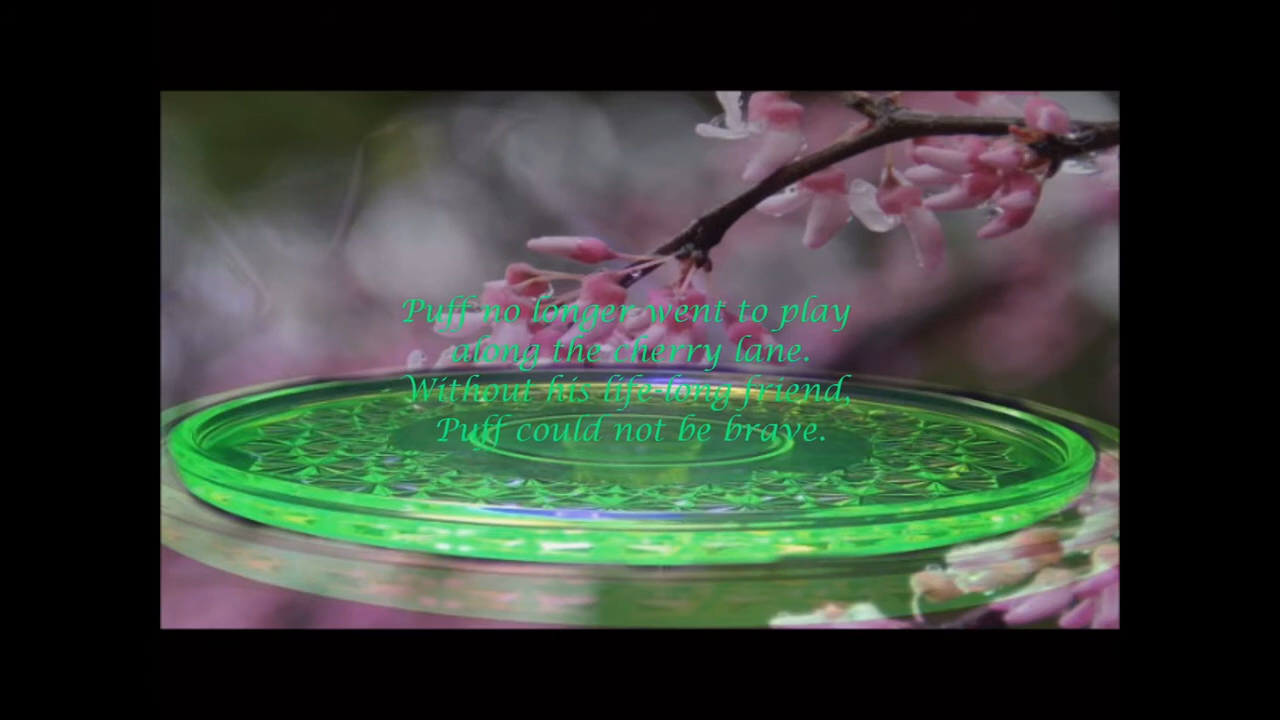 Puff no longer went to play
along the cherry lane.
Without his life-long friend,
Puff could not be brave.